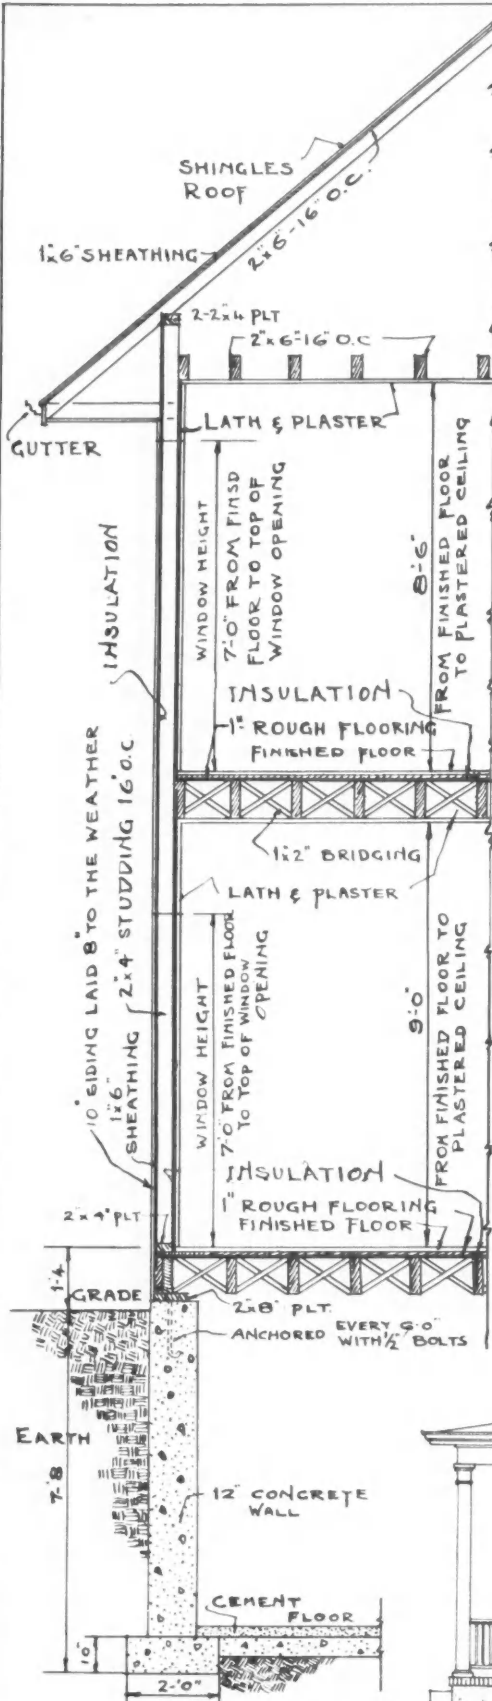 SHINGLES
ROOF
2"x6"-16" O.C.
1"x6" SHEATHING
2-2"x4 PLT
2"x6"-16" O.C
GUTTER
LATH & PLASTER
INSULATION
WINDOW HEIGHT
7'-0" FROM FINSD
FLOOR TO TOP OF
WINDOW OPENING
8'-6"
FROM FINISHED FLOOR
TO PLASTERED CEILING
INSULATION
1" ROUGH FLOORING
FINISHED FLOOR
1"x2" BRIDGING
LATH & PLASTER
10" SIDING LAID 8" TO THE WEATHER
1"x6"
SHEATHING
2"x4" STUDDING 16" O.C.
WINDOW HEIGHT
7'-0" FROM FINISHED FLOOR
TO TOP OF WINDOW
OPENING
9'-0"
FROM FINISHED FLOOR TO
PLASTERED CEILING
INSULATION
1" ROUGH FLOORING
FINISHED FLOOR
2"x4" PLT
1'-4
GRADE
2"x8" PLT.
ANCHORED EVERY 6'-0"
WITH 1/2" BOLTS
EARTH
7'-8
12" CONCRETE
WALL
CEMENT
FLOOR
10"
2'-0"